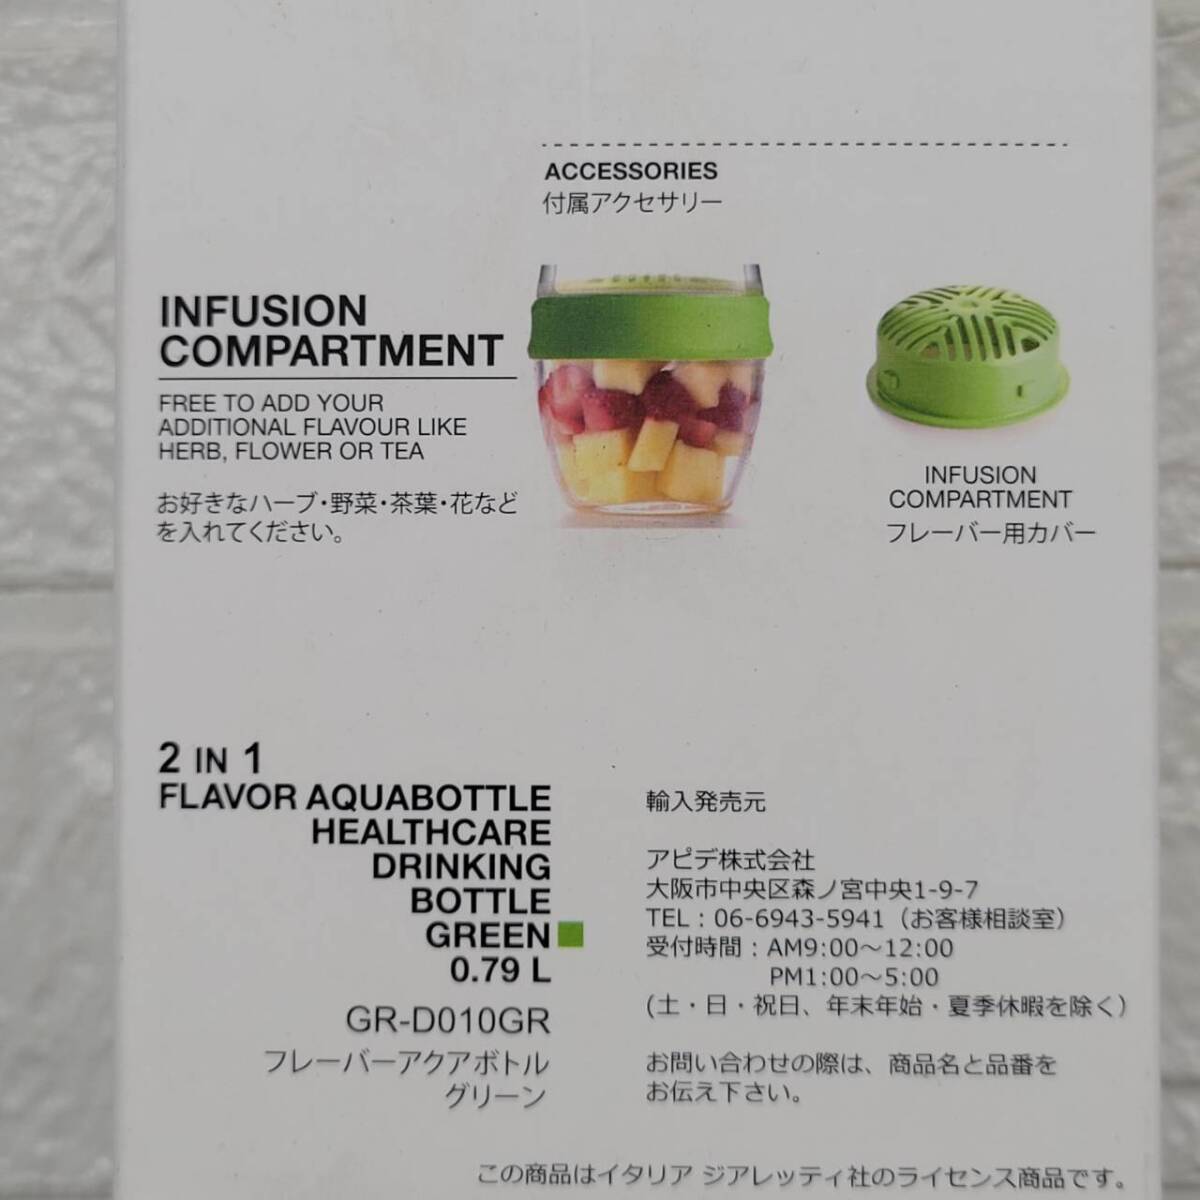 ACCESSORIES
付属アクセサリー
INFUSION
COMPARTMENT
FREE TO ADD YOUR
ADDITIONAL FLAVOUR LIKE
HERB, FLOWER OR TEA
お好きなハーブ・野菜・茶葉・花など
を入れてください。
INFUSION
COMPARTMENT
フレーバー用カバー
2 IN 1
FLAVOR AQUABOTTLE
HEALTHCARE
DRINKING
BOTTLE
GREEN
0.79 L
GR-D010GR
フレーバーアクアボトル
グリーン
輸入発売元
アピデ株式会社
大阪市中央区森ノ宮中央1-9-7
TEL：06-6943-5941（お客様相談室）
受付時間：AM9:00～12:00
PM1:00～5:00
(土・日・祝日、年末年始・夏季休暇を除く）
お問い合わせの際は、商品名と品番を
お伝え下さい。
この商品はイタリア ジアレッティ社のライセンス商品です。